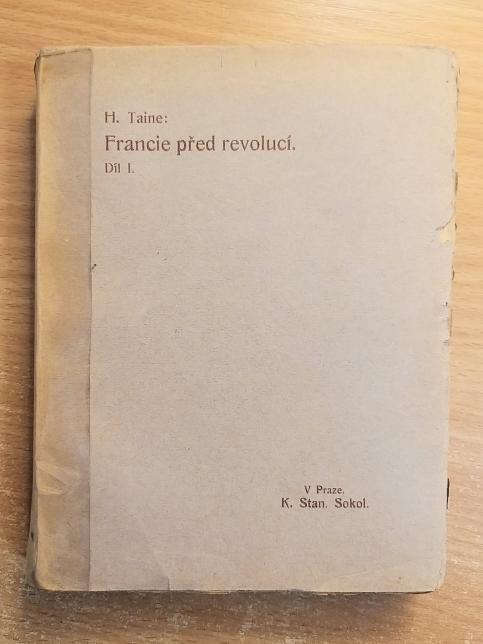 H. Taine:
Francie před revolucí.
Díl I.
V Praze.
K. Stan. Sokol.